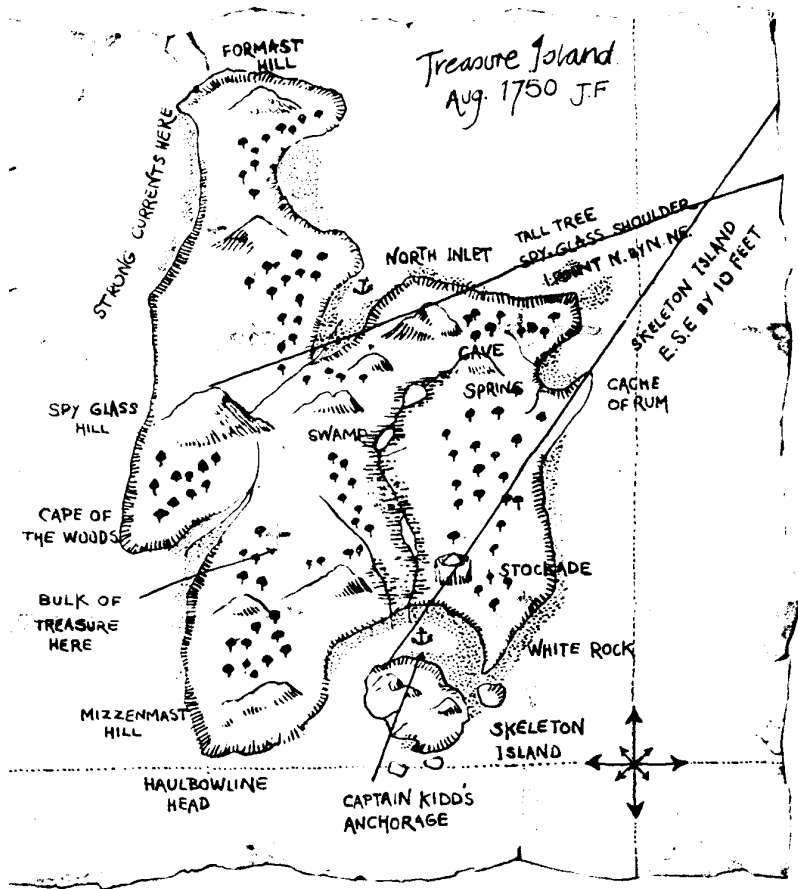 FORMAST
HILL
Treasure Island
Aug. 1750 J.F
STRONG CURRENTS HERE
NORTH INLET
TALL TREE
SPY-GLASS SHOULDER
1 POINT N. BY N. NE.
SKELETON ISLAND
E.S.E BY 10 FEET
CAVE
SPRING
CACHE
OF RUM
SPY GLASS
HILL
SWAMP
CAPE OF
THE WOODS
STOCKADE
BULK OF
TREASURE
HERE
WHITE ROCK
MIZZENMAST
HILL
SKELETON
ISLAND
HAULBOWLINE
HEAD
CAPTAIN KIDD'S
ANCHORAGE